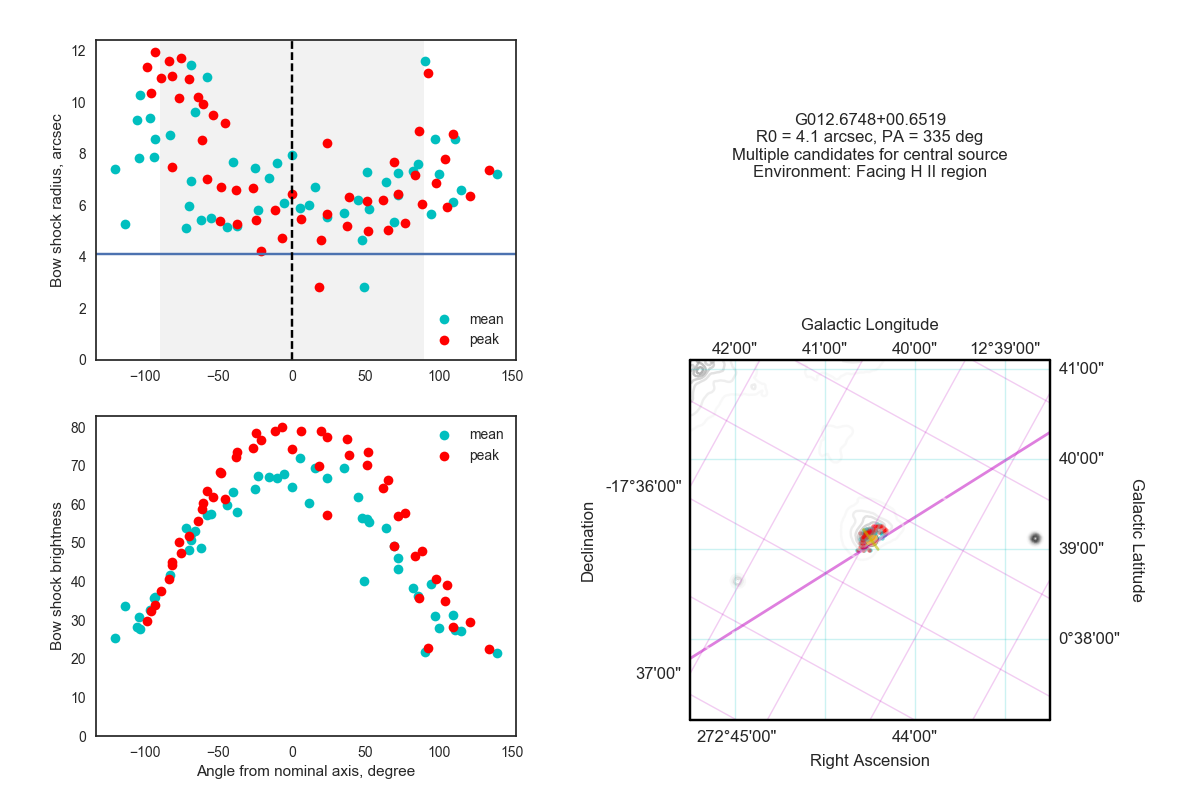 12
10
8
6
4
2
0
Bow shock radius, arcsec
−100 −50 0 50 100 150
mean
peak
80
70
60
50
40
30
20
10
0
Bow shock brightness
mean
peak
−100 −50 0 50 100 150
Angle from nominal axis, degree
G012.6748+00.6519
R0 = 4.1 arcsec, PA = 335 deg
Multiple candidates for central source
Environment: Facing H II region
Galactic Longitude
42'00" 41'00" 40'00" 12°39'00"
41'00"
40'00"
39'00"
0°38'00"
Galactic Latitude
-17°36'00"
37'00"
Declination
272°45'00" 44'00"
Right Ascension